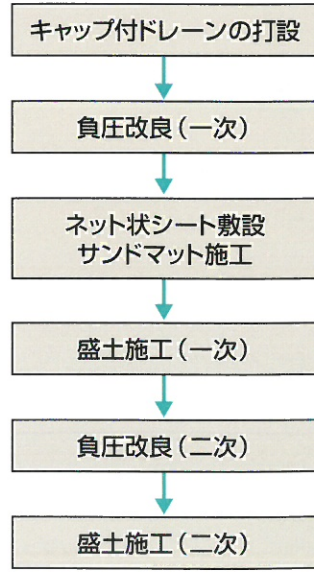 キャップ付ドレーンの打設
負圧改良(一次)
ネット状シート敷設
サンドマット施工
盛土施工(一次)
負圧改良(二次)
盛土施工(二次)